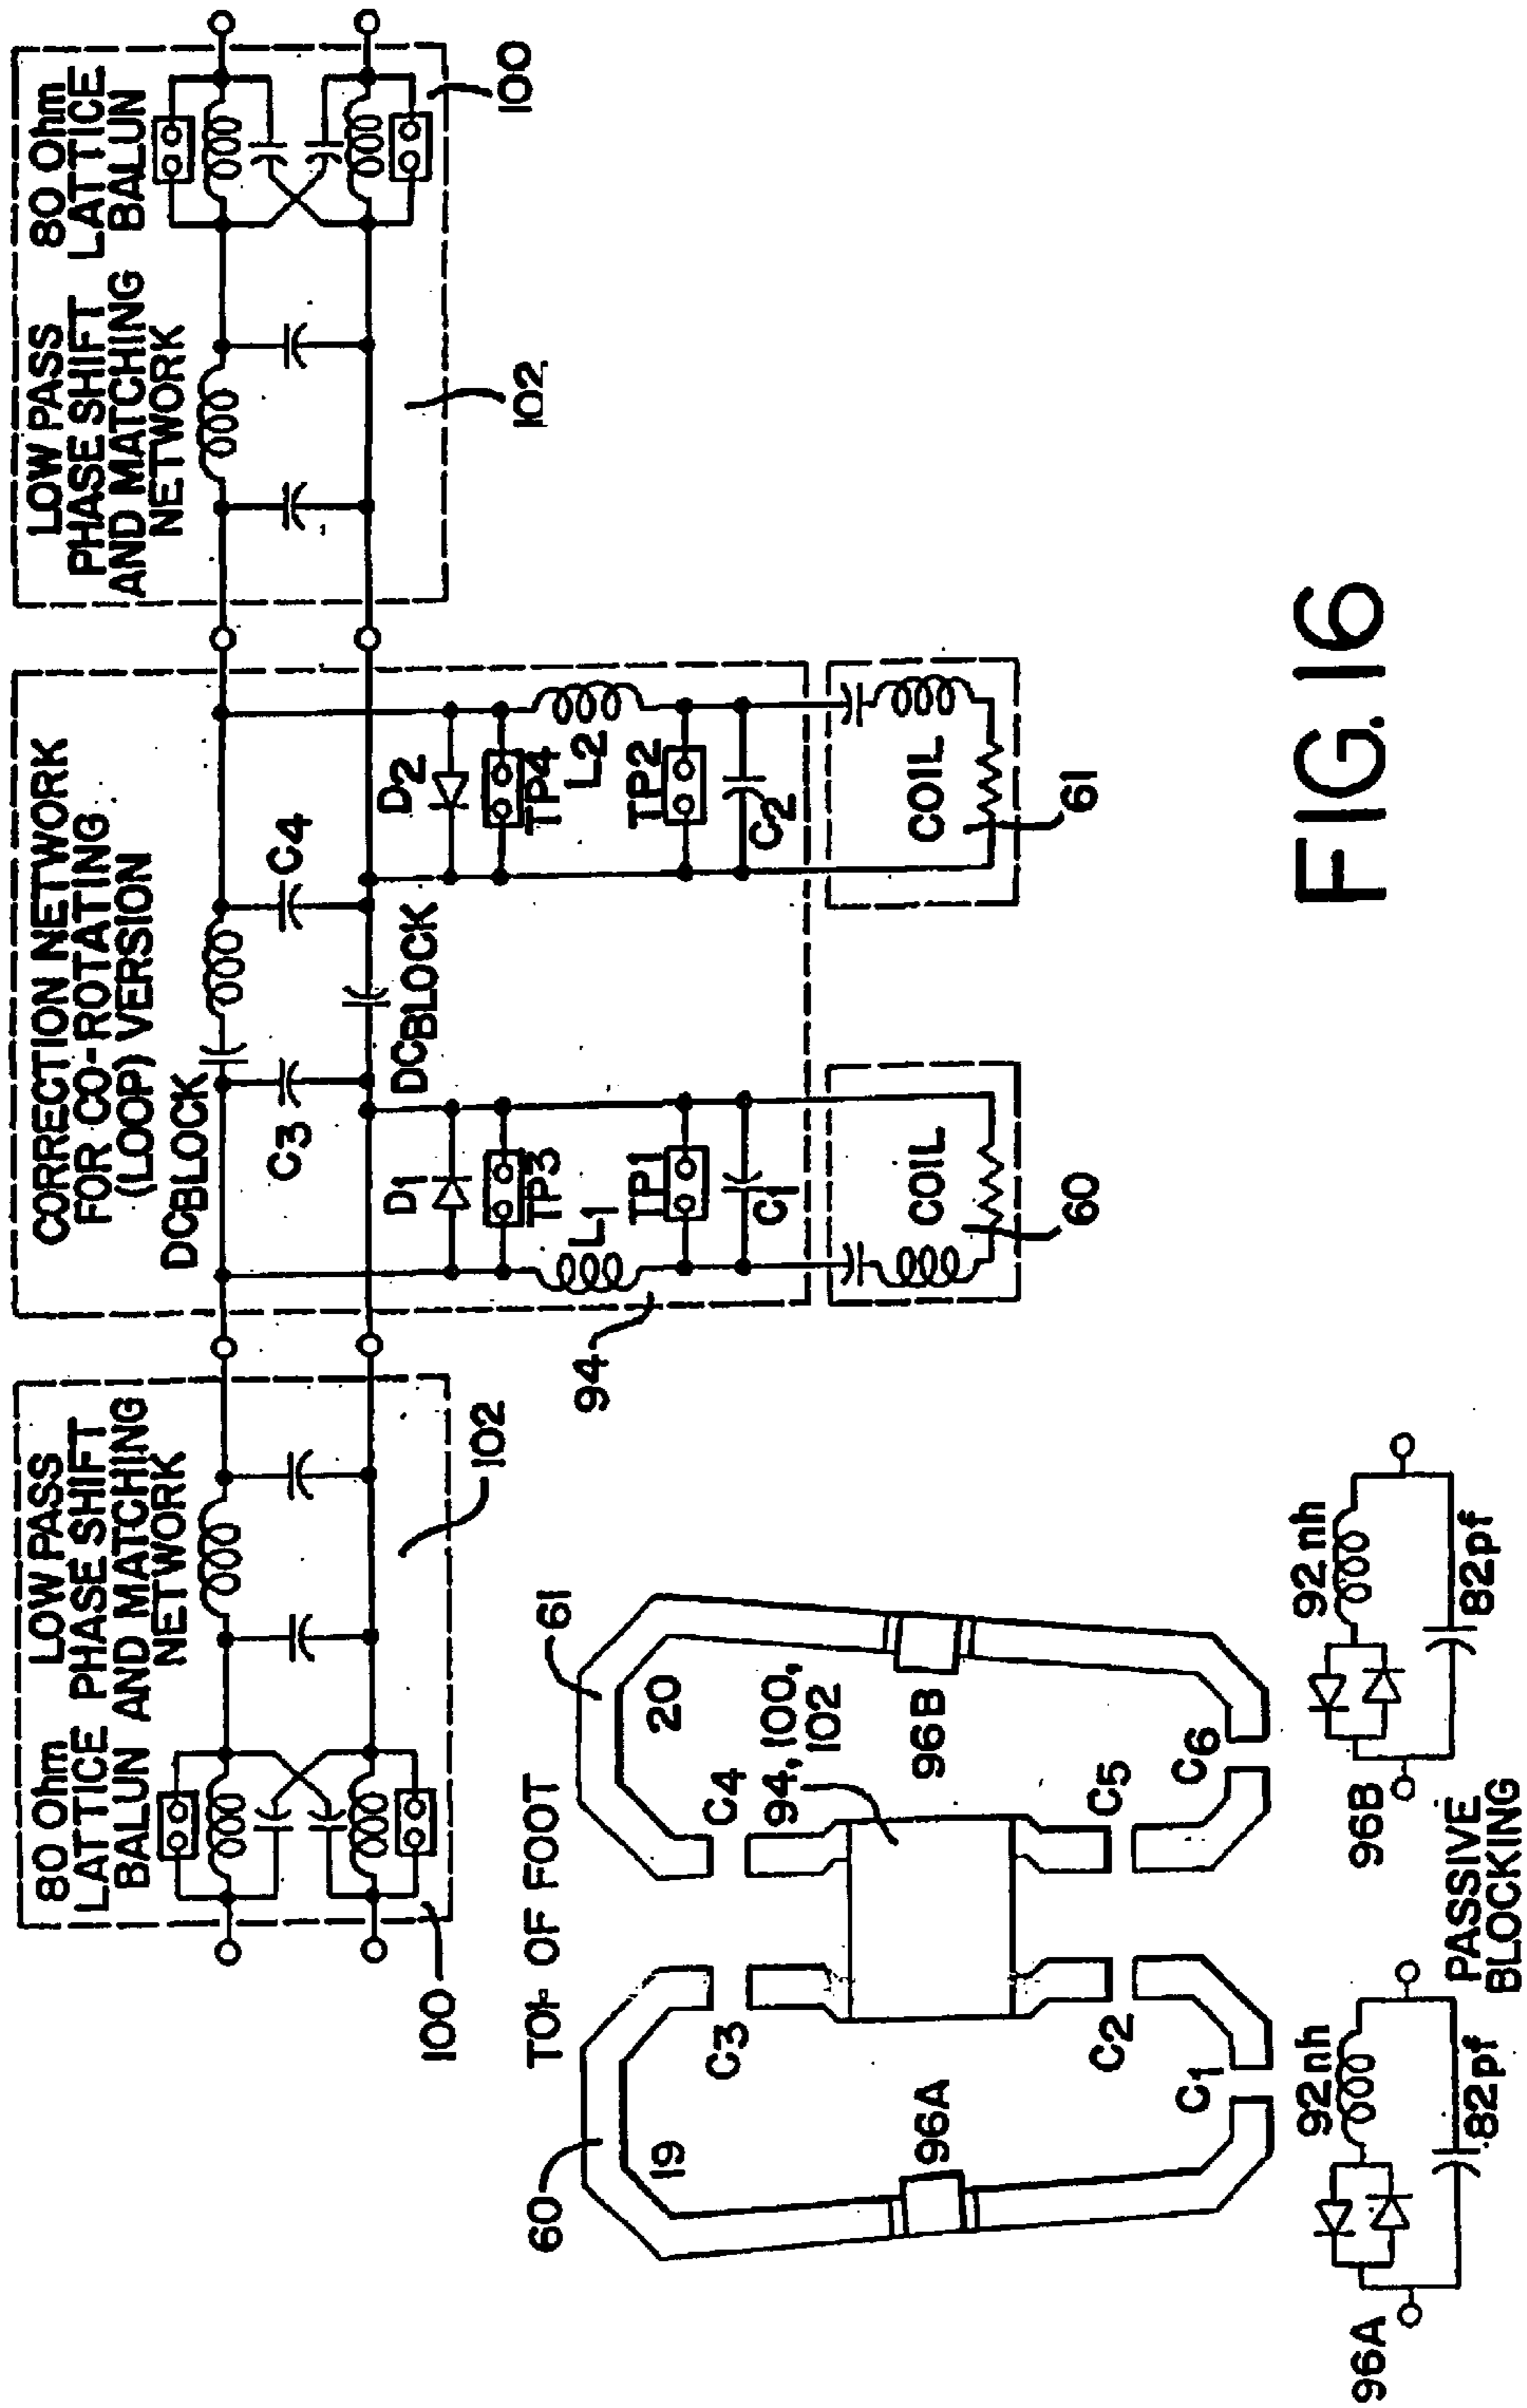 80 Ohm
LATTICE
BALUN
LOW PASS
PHASE SHIFT
AND MATCHING
NETWORK
100
102
CORRECTION NETWORK
FOR CO-ROTATING
(LOOP) VERSION
DCBLOCK
C3
C4
DCBLOCK
D1
TP3
L1
TP1
C1
D2
TP4
L2
TP2
C2
94
COIL
60
COIL
61
LOW PASS
PHASE SHIFT
AND MATCHING
NETWORK
80 Ohm
LATTICE
BALUN
102
100
TOP OF FOOT
60
19
C3
C4
61
20
94, 100,
102
96A
96B
C2
C5
C1
C6
96A
92nh
82pf
96B
92nh
82pf
PASSIVE
BLOCKING
FIG. 16